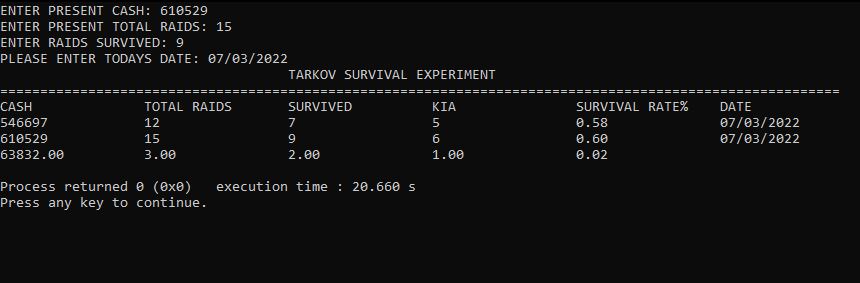 ENTER PRESENT CASH: 610529
ENTER PRESENT TOTAL RAIDS: 15
ENTER RAIDS SURVIVED: 9
PLEASE ENTER TODAYS DATE: 07/03/2022
TARKOV SURVIVAL EXPERIMENT
=========================================================================================================
CASH TOTAL RAIDS SURVIVED KIA SURVIVAL RATE% DATE
546697 12 7 5 0.58 07/03/2022
610529 15 9 6 0.60 07/03/2022
63832.00 3.00 2.00 1.00 0.02
Process returned 0 (0x0) execution time : 20.660 s
Press any key to continue.